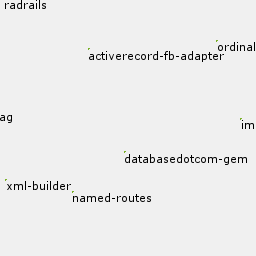 radrails
ordinal
activerecord-fb-adapter
ag
im
databasedotcom-gem
xml-builder
named-routes